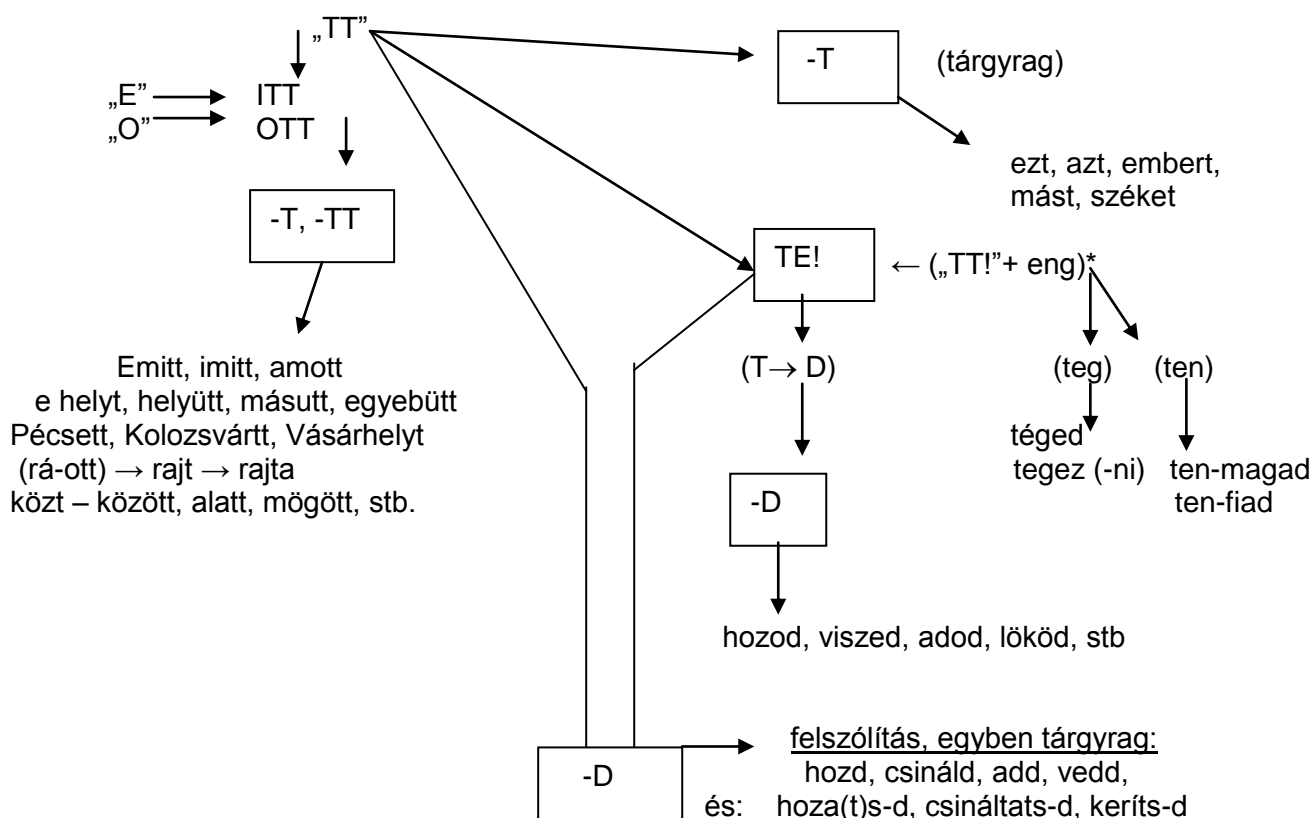 „TT”
-T (tárgyrag)
„E” ITT
„O” OTT
ezt, azt, embert,
mást, széket
-T, -TT
TE! ← („TT!”+ eng)*
Emitt, imitt, amott
e helyt, helyütt, másutt, egyebütt
Pécsett, Kolozsvártt, Vásárhelyt
(rá-ott) → rajt → rajta
közt – között, alatt, mögött, stb.
(T→ D)
(teg) (ten)
téged
tegez (-ni) ten-magad
ten-fiad
-D
hozod, viszed, adod, lököd, stb
-D
felszólítás, egyben tárgyrag:
hozd, csináld, add, vedd,
és: hoza(t)s-d, csináltats-d, keríts-d